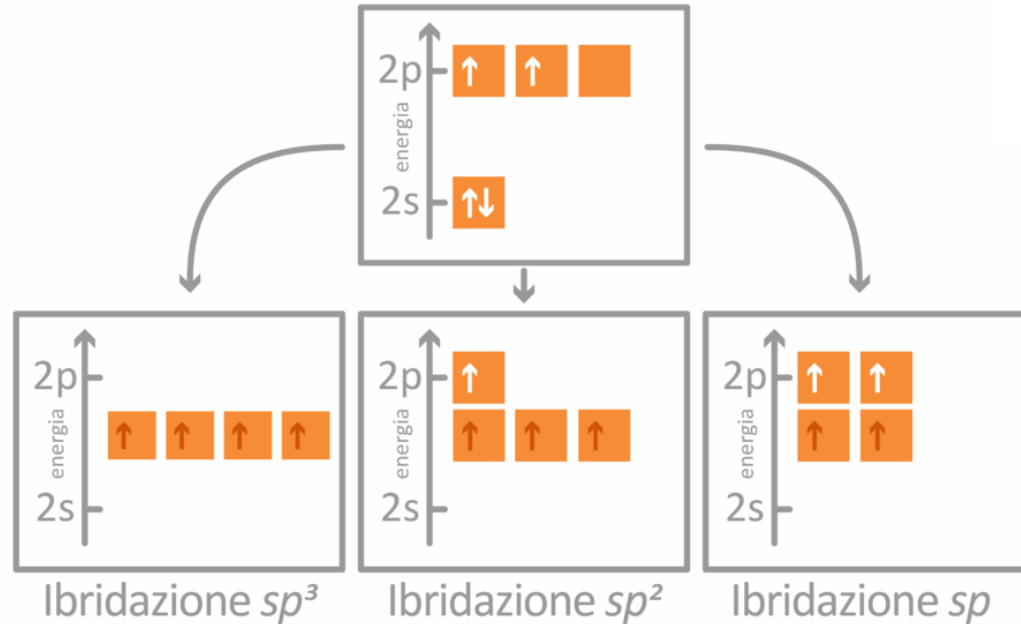 2p
energia
2s
2p
energia
2s
2p
energia
2s
2p
energia
2s
Ibridazione sp³
Ibridazione sp²
Ibridazione sp